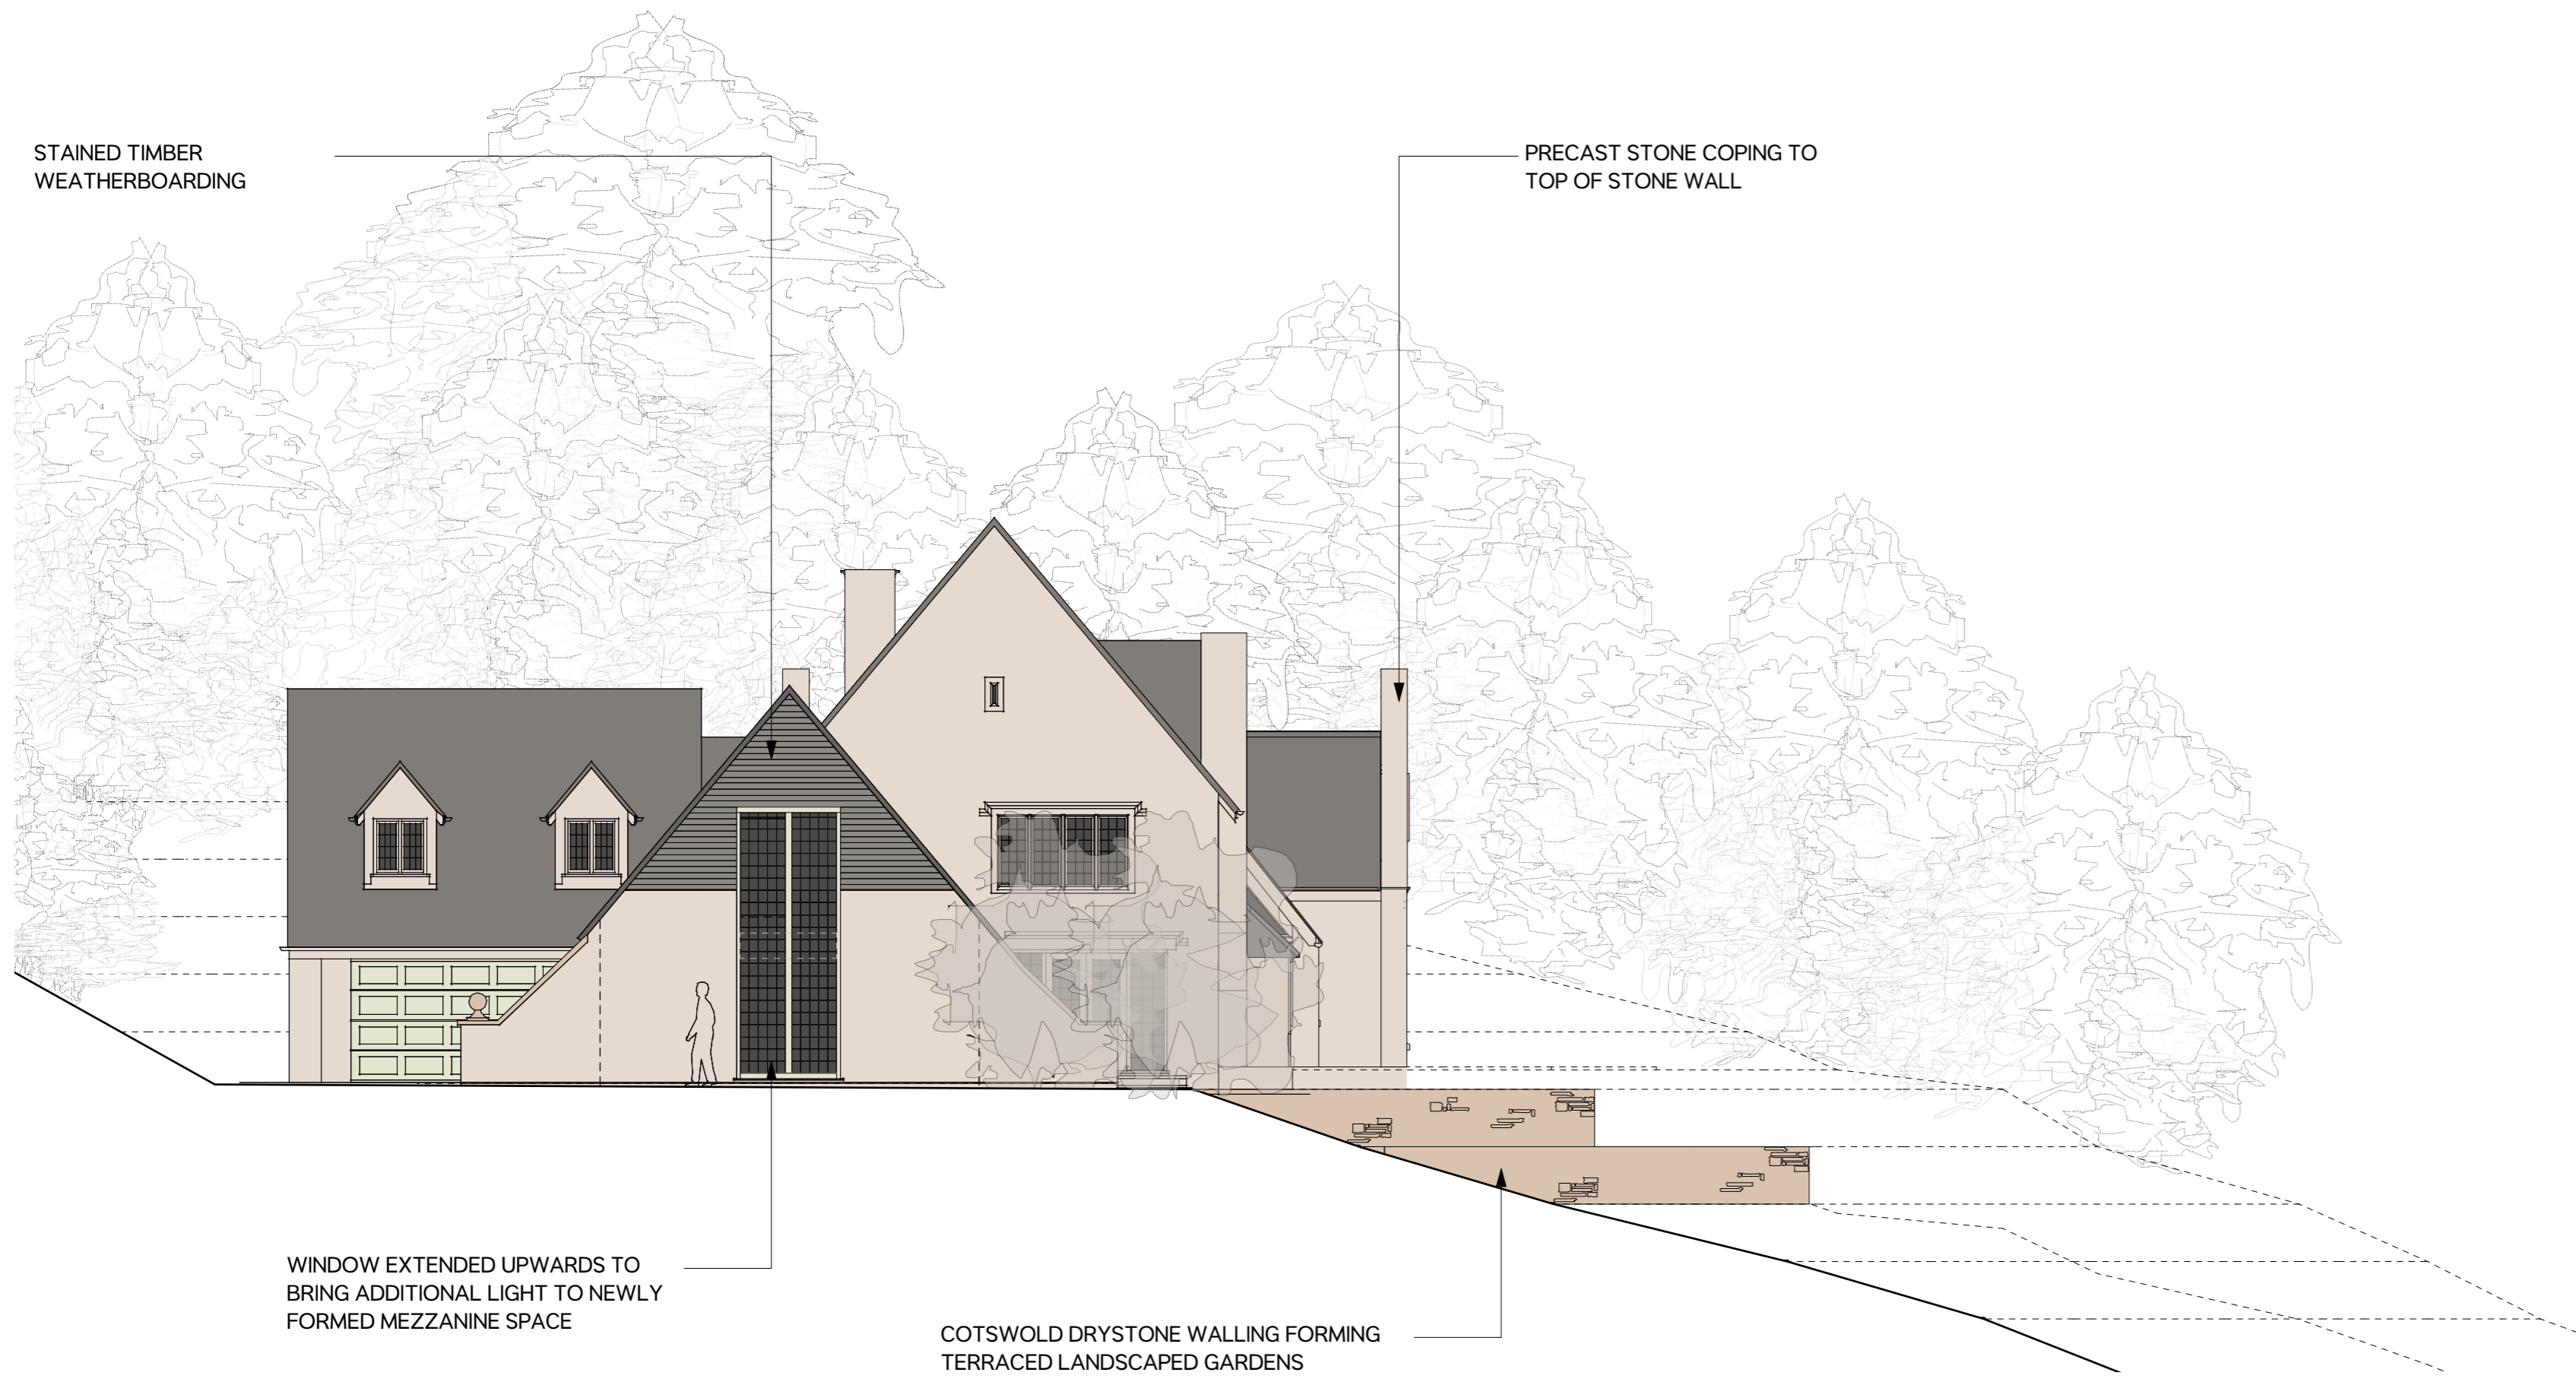 STAINED TIMBER
WEATHERBOARDING
PRECAST STONE COPING TO
TOP OF STONE WALL
WINDOW EXTENDED UPWARDS TO
BRING ADDITIONAL LIGHT TO NEWLY
FORMED MEZZANINE SPACE
COTSWOLD DRYSTONE WALLING FORMING
TERRACED LANDSCAPED GARDENS